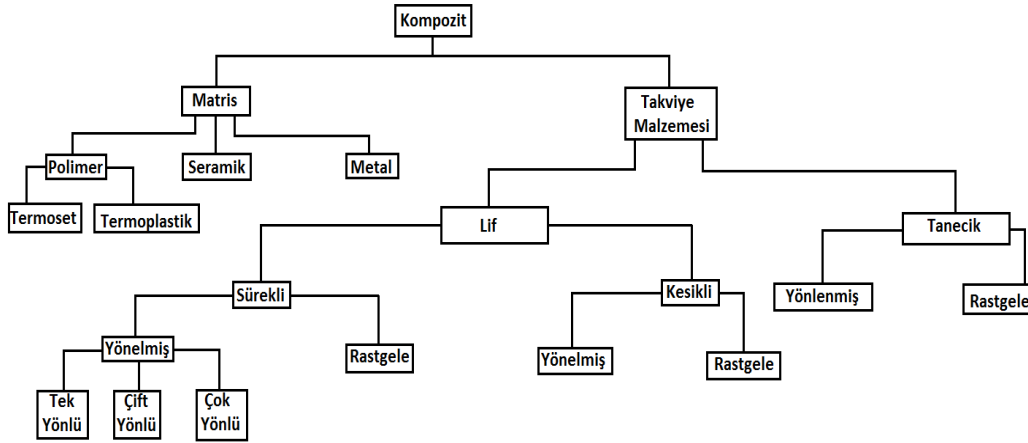 Kompozit
Matris
Takviye
Malzemesi
Polimer
Seramik
Metal
Termoset
Termoplastik
Lif
Tanecik
Sürekli
Kesikli
Yönlenmiş
Rastgele
Yönelmiş
Rastgele
Yönelmiş
Rastgele
Tek
Yönlü
Çift
Yönlü
Çok
Yönlü